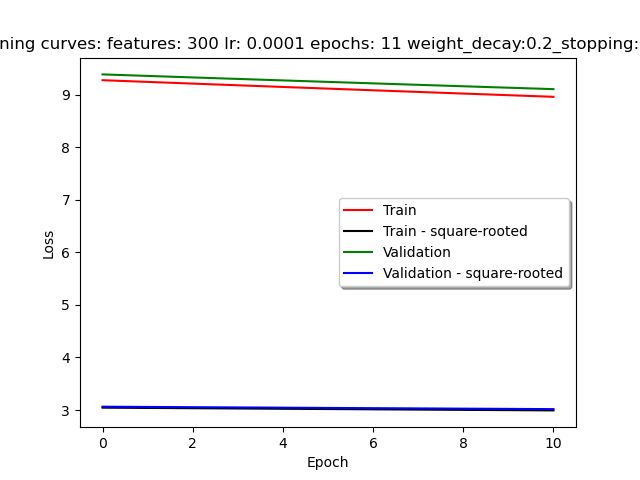 ning curves: features: 300 lr: 0.0001 epochs: 11 weight_decay:0.2_stopping:
9
8
7
6
5
4
3
Loss
Train
Train - square-rooted
Validation
Validation - square-rooted
0 2 4 6 8 10
Epoch